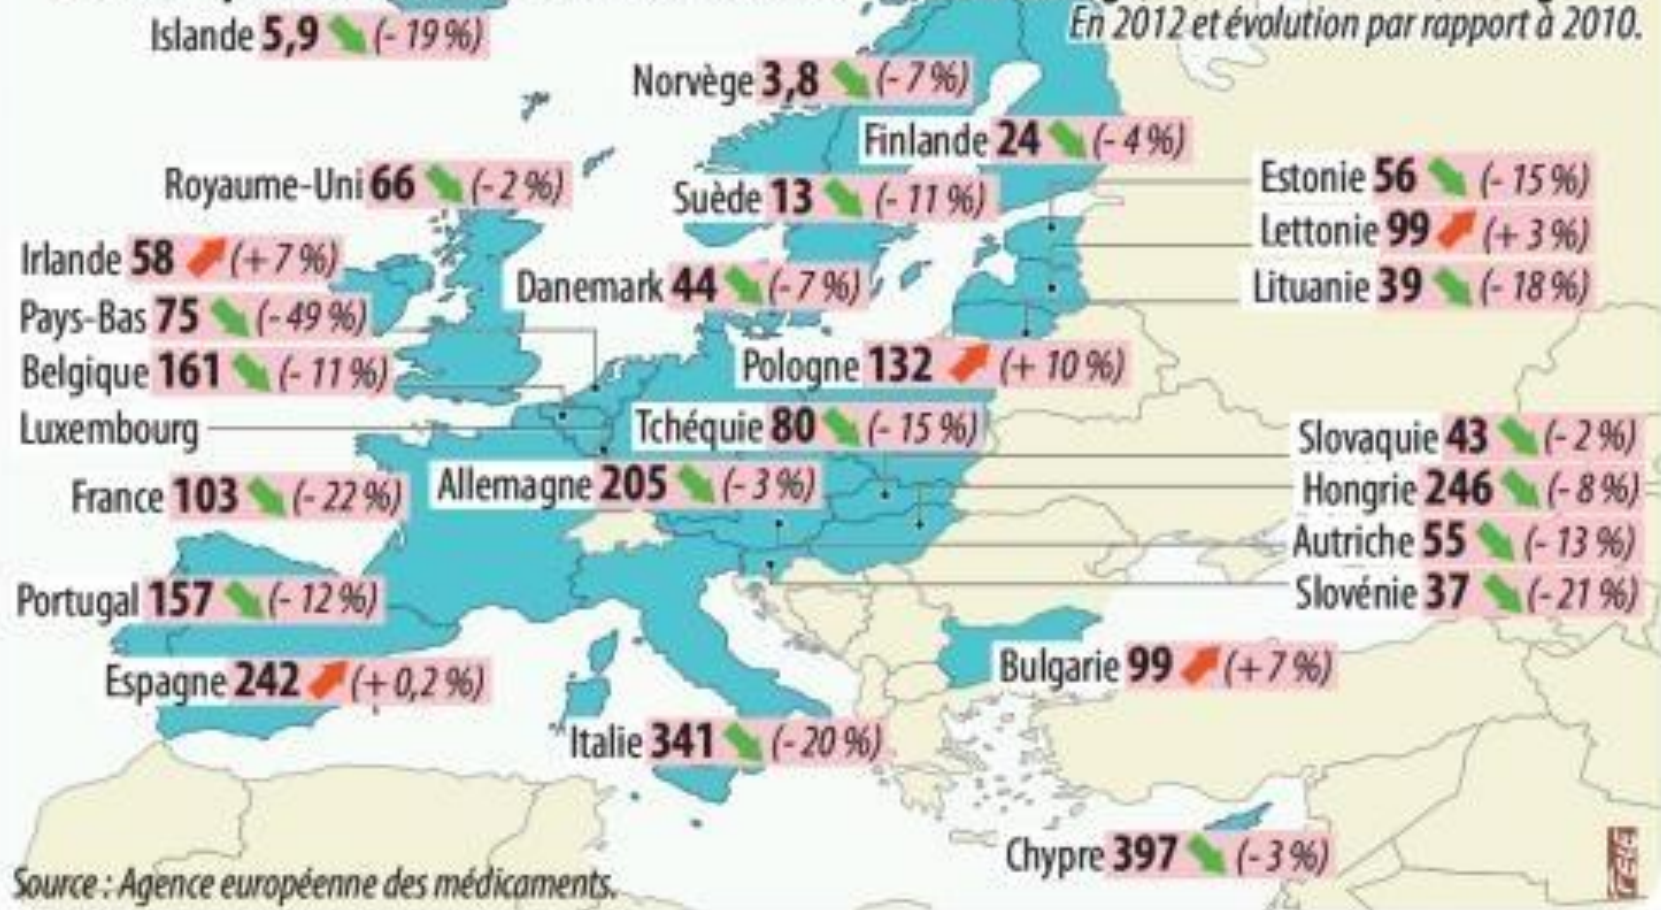 En 2012 et évolution par rapport à 2010.
Islande 5,9 (- 19 %)
Norvège 3,8 (- 7 %)
Finlande 24 (- 4 %)
Royaume-Uni 66 (- 2 %)
Suède 13 (- 11 %)
Estonie 56 (- 15 %)
Lettonie 99 (+ 3 %)
Lituanie 39 (- 18 %)
Irlande 58 (+ 7 %)
Danemark 44 (- 7 %)
Pays-Bas 75 (- 49 %)
Belgique 161 (- 11 %)
Pologne 132 (+ 10 %)
Luxembourg
Tchéquie 80 (- 15 %)
Slovaquie 43 (- 2 %)
France 103 (- 22 %)
Allemagne 205 (- 3 %)
Hongrie 246 (- 8 %)
Autriche 55 (- 13 %)
Slovénie 37 (- 21 %)
Portugal 157 (- 12 %)
Espagne 242 (+ 0,2 %)
Bulgarie 99 (+ 7 %)
Italie 341 (- 20 %)
Chypre 397 (- 3 %)
Source : Agence européenne des médicaments.